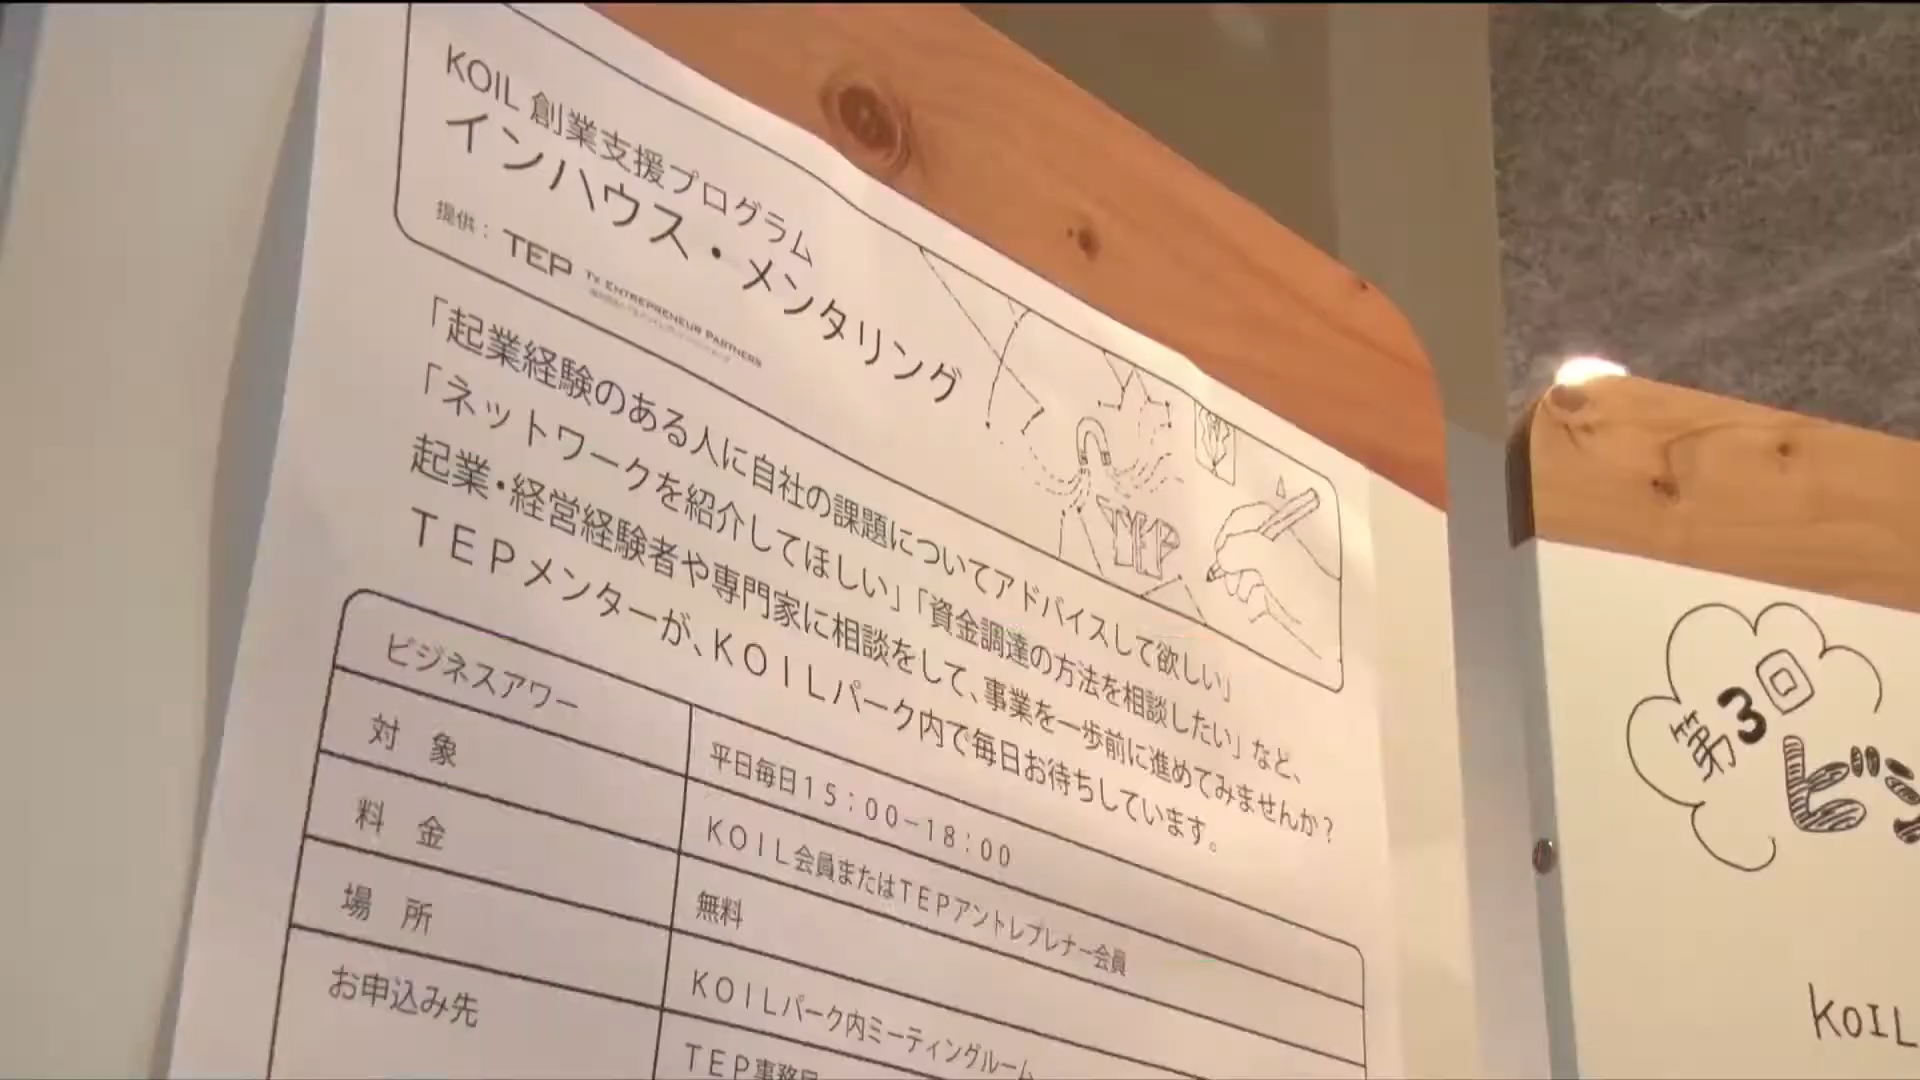 KOIL 創業支援プログラム
インハウス・メンタリング
提供： TEP TX ENTREPRENEUR PARTNERS
「起業経験のある人に自社の課題についてアドバイスして欲しい」
「ネットワークを紹介してほしい」「資金調達の方法を相談したい」など、
起業・経営経験者や専門家に相談をして、事業を一歩前に進めてみませんか？
ＴＥＰメンターが、ＫＯＩＬパーク内で毎日お待ちしています。
ビジネスアワー 平日毎日１５：００−１８：００
対 象 ＫＯＩＬ会員またはＴＥＰアントレプレナー会員
料 金 無料
場 所 ＫＯＩＬパーク内ミーティングルーム
お申込み先 ＴＥＰ事務局
第3回
ビジ
KOIL